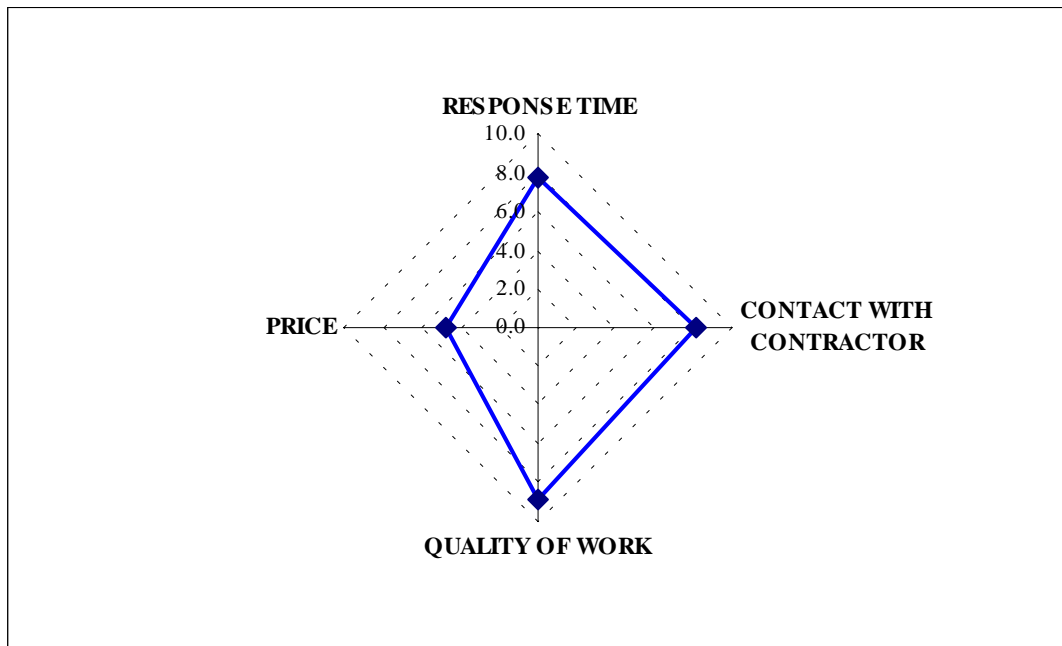 RESPONSE TIME
10.0
8.0
6.0
4.0
2.0
0.0
PRICE
CONTACT WITH
CONTRACTOR
QUALITY OF WORK